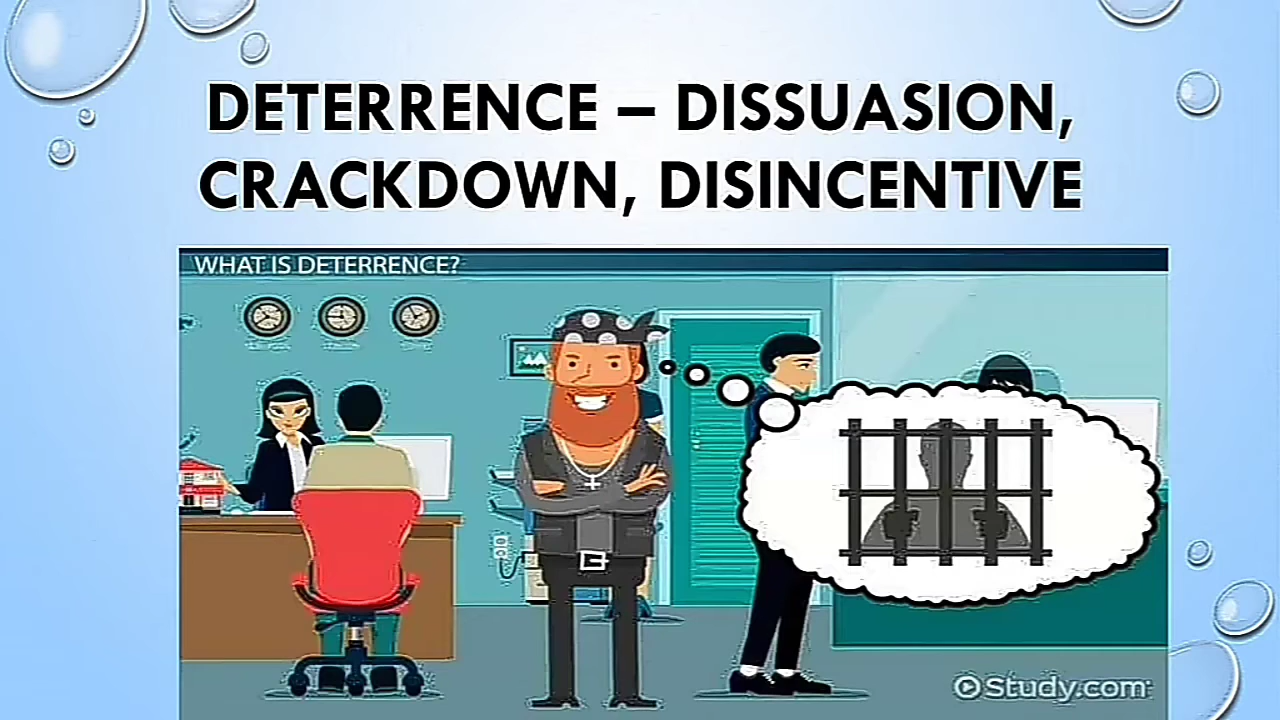 DETERRENCE – DISSUASION,
CRACKDOWN, DISINCENTIVE
WHAT IS DETERRENCE?
Study.com